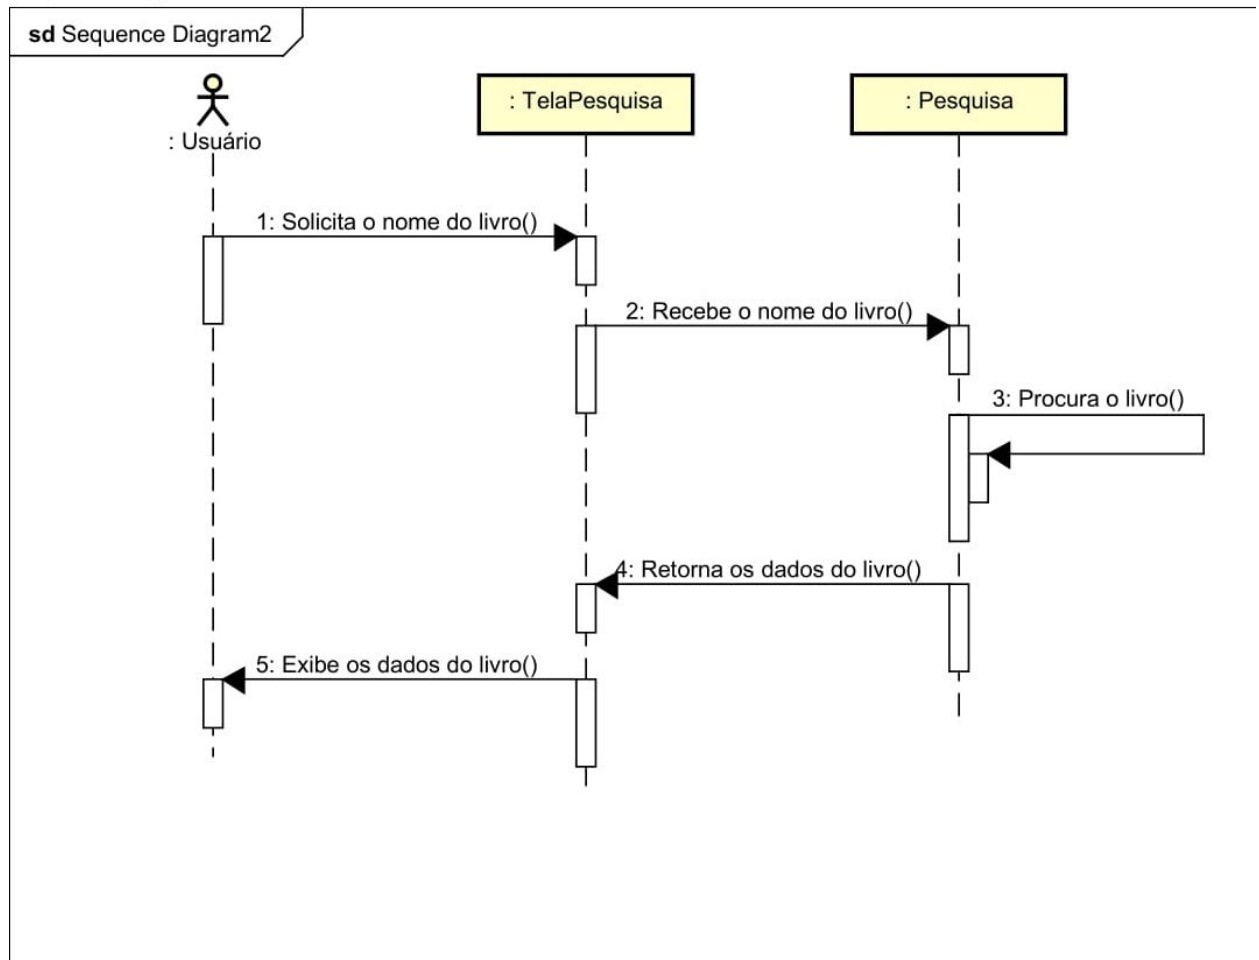 sd Sequence Diagram2
: Usuário
: TelaPesquisa
: Pesquisa
1: Solicita o nome do livro()
2: Recebe o nome do livro()
3: Procura o livro()
4: Retorna os dados do livro()
5: Exibe os dados do livro()